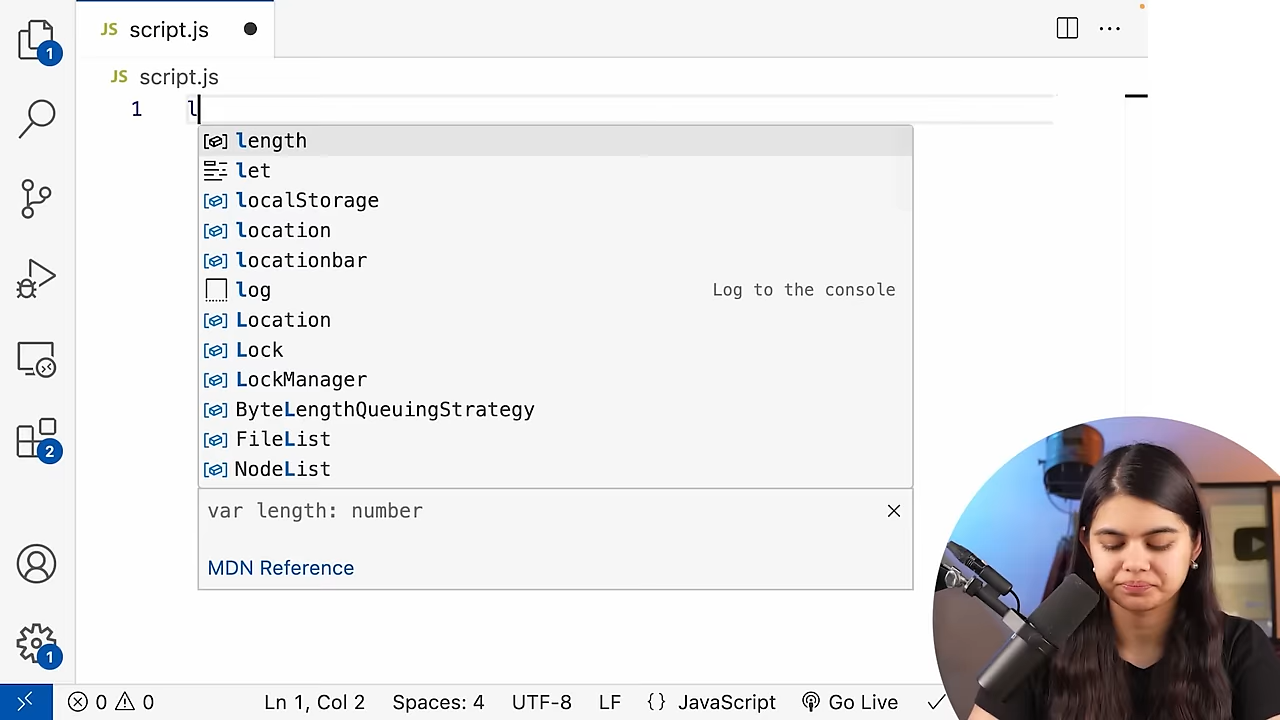 1
JS script.js
JS script.js
1 l
length
let
localStorage
location
locationbar
log Log to the console
Location
Lock
LockManager
ByteLengthQueuingStrategy
FileList
NodeList
var length: number
MDN Reference
2
1
0 0 Ln 1, Col 2 Spaces: 4 UTF-8 LF {} JavaScript Go Live